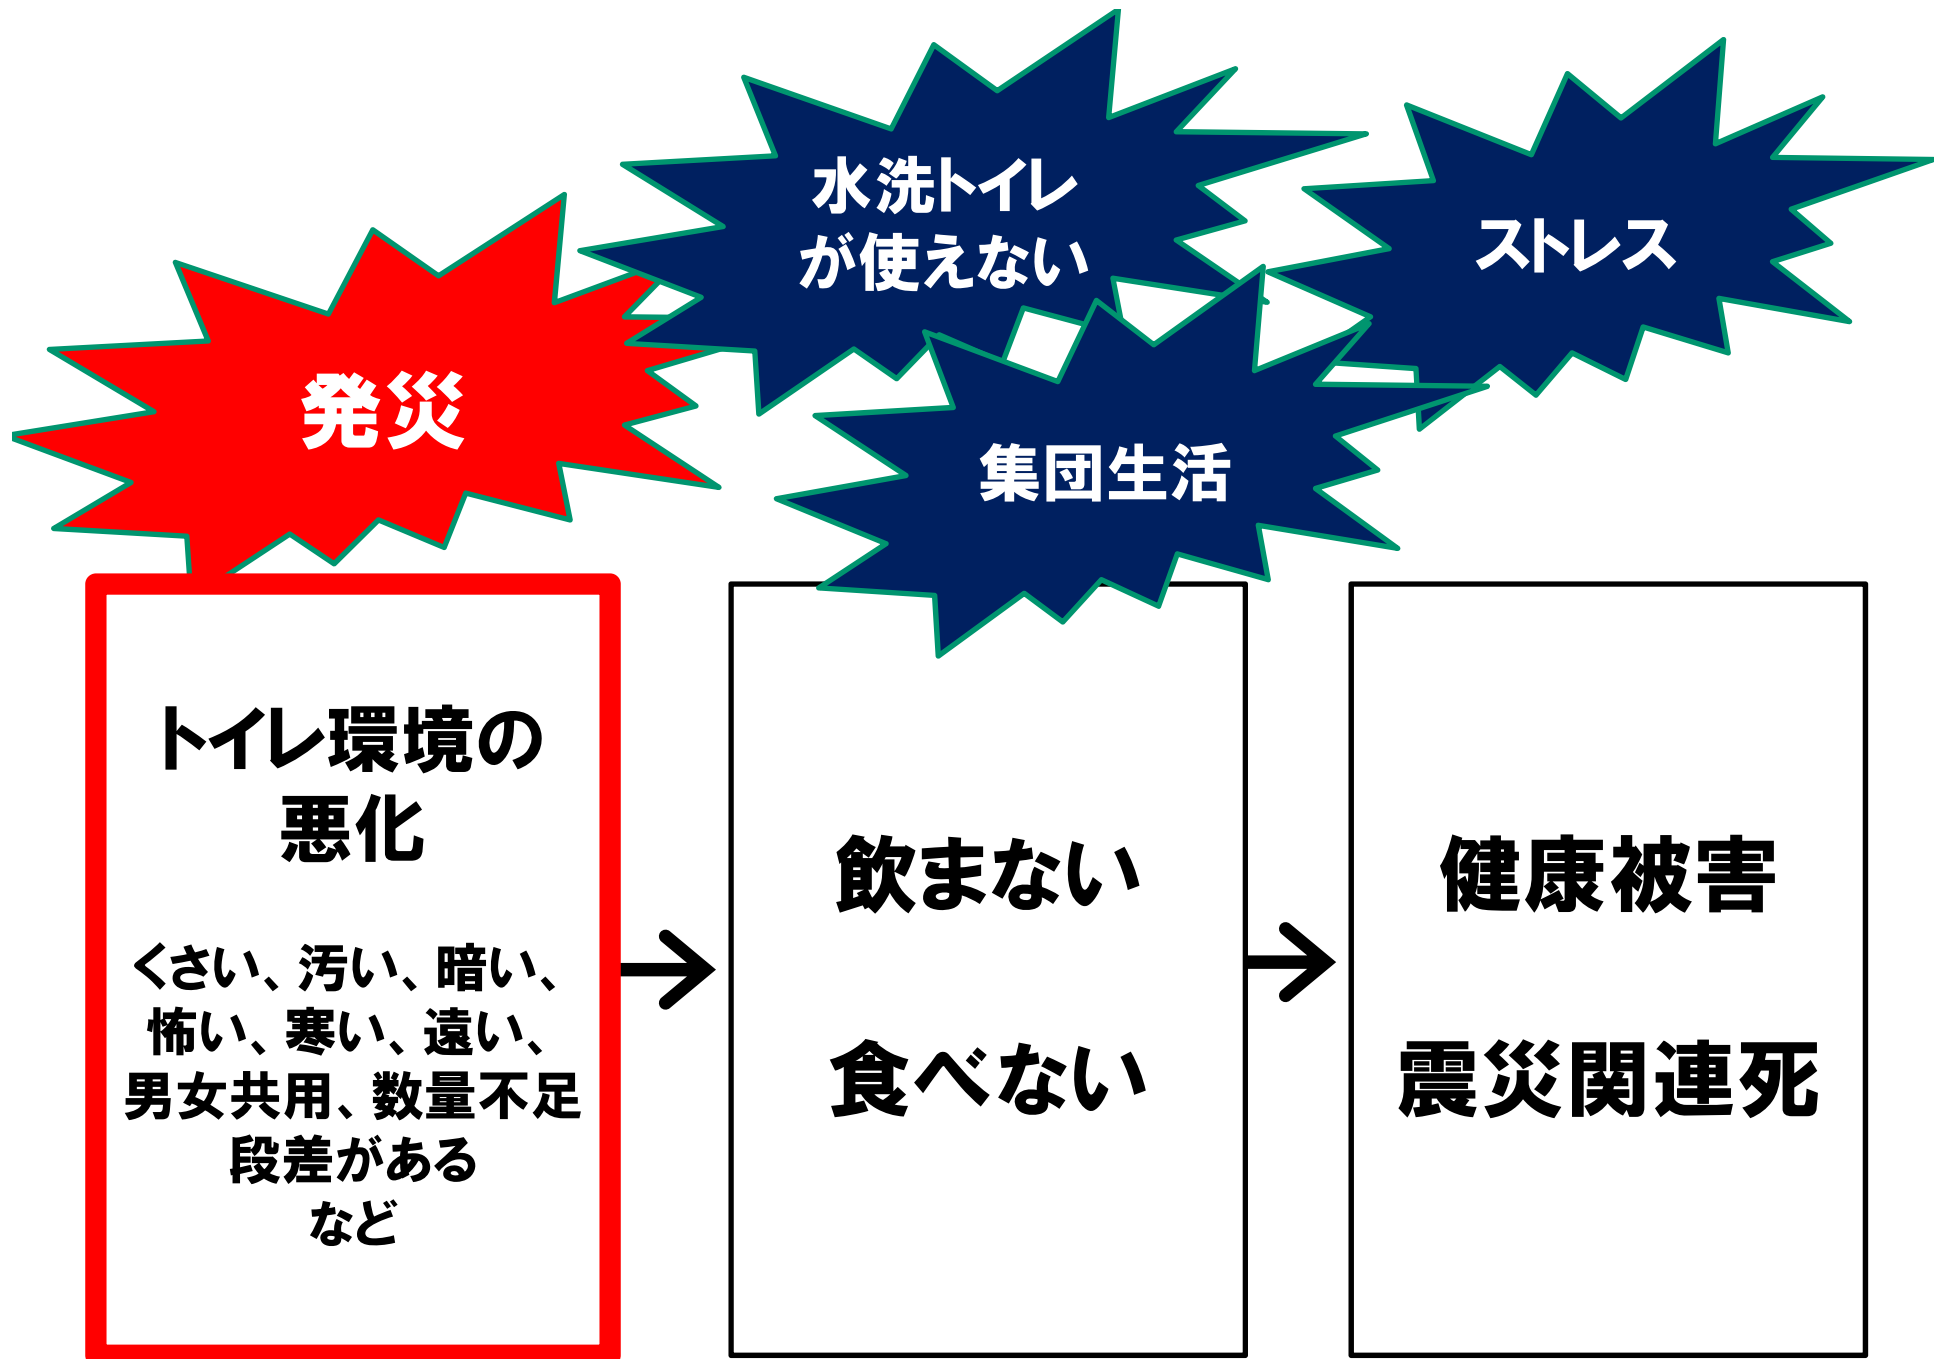 水洗トイレ
が使えない
ストレス
発災
集団生活
トイレ環境の
悪化
くさい、汚い、暗い、
怖い、寒い、遠い、
男女共用、数量不足
段差がある
など
飲まない
食べない
健康被害
震災関連死